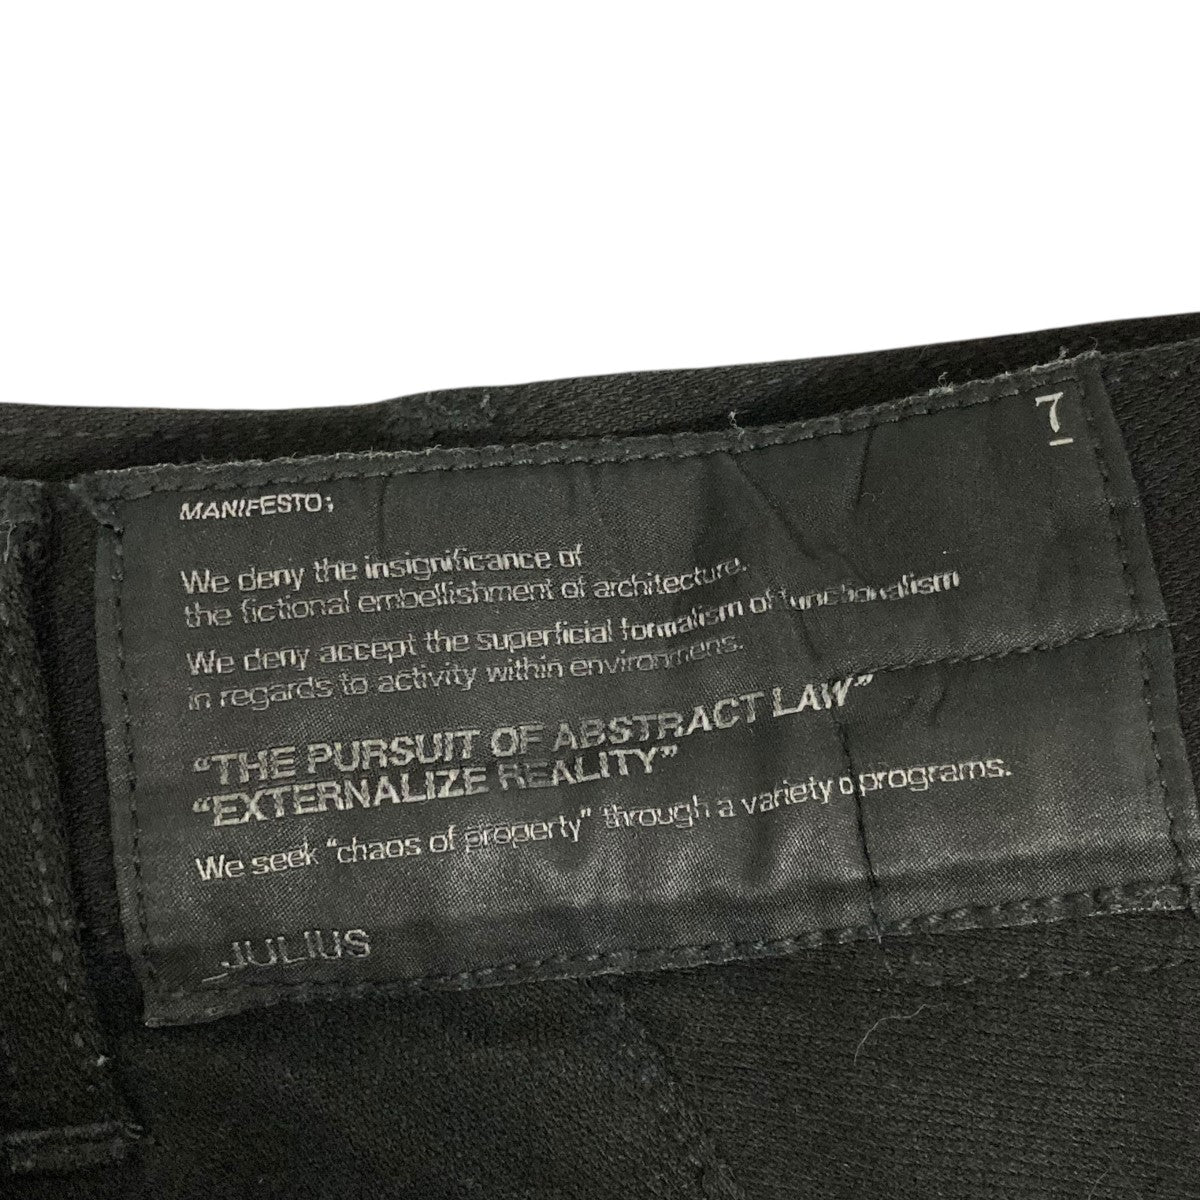 7
MANIFESTO;
We deny the insignificance of
the fictional embellishment of architecture.
We deny accept the superficial formalism of functionalism
in regards to activity within environmens.
“THE PURSUIT OF ABSTRACT LAW”
“EXTERNALIZE REALITY”
We seek “chaos of property” through a variety o programs.
_JULIUS